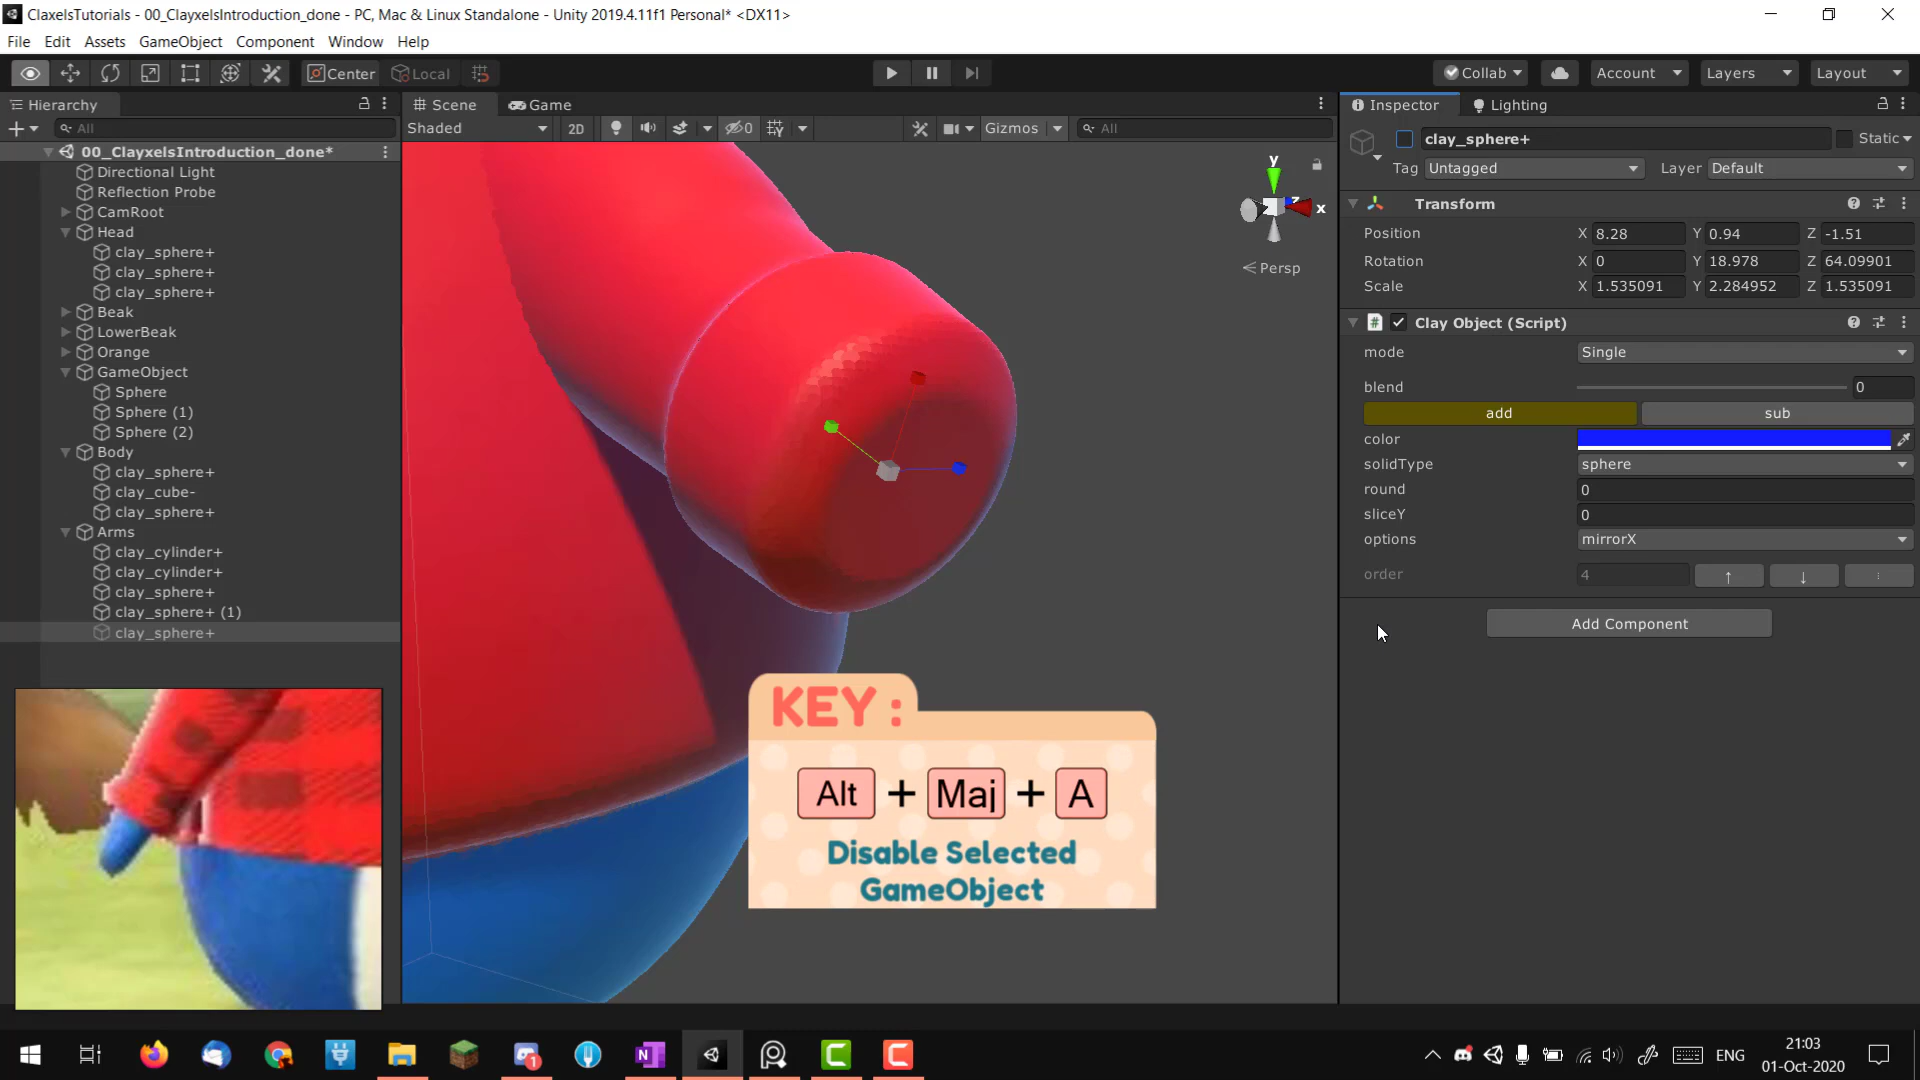 ClaxelsTutorials - 00_ClayxelsIntroduction_done - PC, Mac & Linux Standalone - Unity 2019.4.11f1 Personal* <DX11>
File Edit Assets GameObject Component Window Help
Center Local Collab Account Layers Layout
Hierarchy
All
00_ClayxelsIntroduction_done*
Directional Light
Reflection Probe
CamRoot
Head
clay_sphere+
clay_sphere+
clay_sphere+
Beak
LowerBeak
Orange
GameObject
Sphere
Sphere (1)
Sphere (2)
Body
clay_sphere+
clay_cube-
clay_sphere+
Arms
clay_cylinder+
clay_cylinder+
clay_sphere+
clay_sphere+ (1)
clay_sphere+
Scene Game
Shaded 2D 0 Gizmos All
y
z
x
Persp
KEY :
Alt + Maj + A
Disable Selected
GameObject
Inspector Lighting
clay_sphere+ Static
Tag Untagged Layer Default
Transform
Position X 8.28 Y 0.94 Z -1.51
Rotation X 0 Y 18.978 Z 64.09901
Scale X 1.535091 Y 2.284952 Z 1.535091
Clay Object (Script)
mode Single
blend 0
add sub
color
solidType sphere
round 0
sliceY 0
options mirrorX
order 4 ↑ ↓ ⁝
Add Component
ENG
21:03
01-Oct-2020